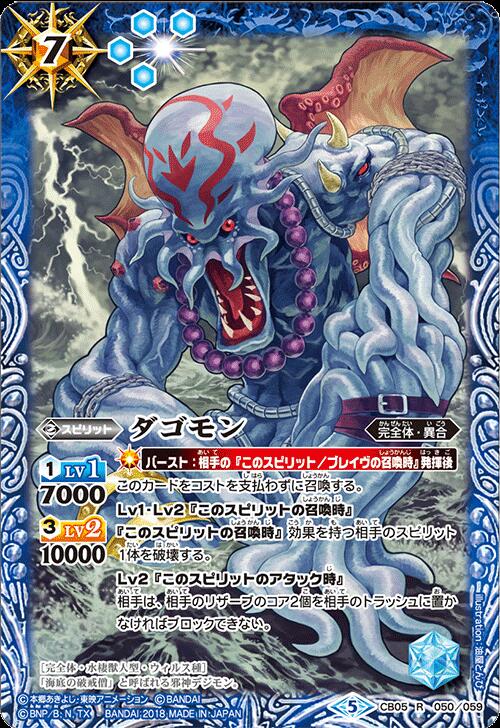 7
スピリット
ダゴモン
完全体・異合
かんぜんたい いごう
1 LV1
7000
3 LV2
10000
バースト：相手の『このスピリット/ブレイヴの召喚時』発揮後
このカードをコストを支払わずに召喚する。
Lv1・Lv2『このスピリットの召喚時』
『このスピリットの召喚時』効果を持つ相手のスピリット
1体を破壊する。
Lv2『このスピリットのアタック時』
相手は、相手のリザーブのコア2個を相手のトラッシュに置か
なければブロックできない。
[完全体・水棲獣人型・ウィルス種]
「海底の破戒僧」と呼ばれる邪神デジモン。
©本郷あきよし・東映アニメーション ©BANDAI
©BNP/B, N, TX BANDAI 2018 MADE IN JAPAN
5
CB05 R 050/059